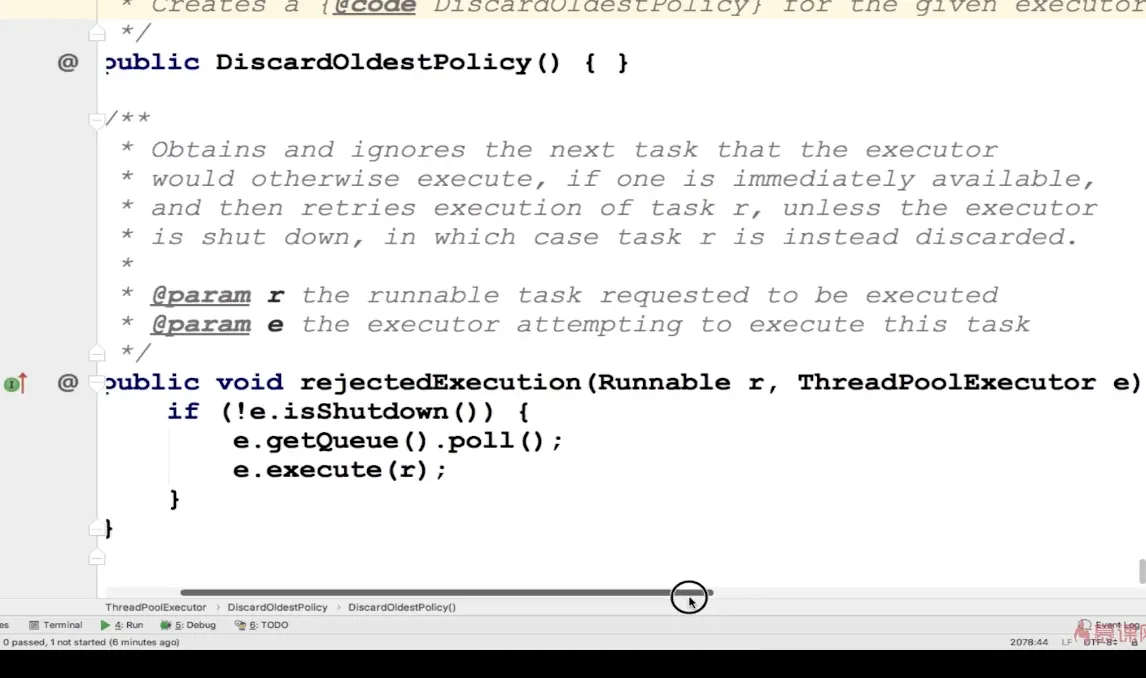 * Creates a {@code DiscardOldestPolicy} for the given executor
*/
@ public DiscardOldestPolicy() { }
/**
* Obtains and ignores the next task that the executor
* would otherwise execute, if one is immediately available,
* and then retries execution of task r, unless the executor
* is shut down, in which case task r is instead discarded.
*
* @param r the runnable task requested to be executed
* @param e the executor attempting to execute this task
*/
@ public void rejectedExecution(Runnable r, ThreadPoolExecutor e)
if (!e.isShutdown()) {
e.getQueue().poll();
e.execute(r);
}
}
ThreadPoolExecutor › DiscardOldestPolicy › DiscardOldestPolicy()
Terminal 4: Run 5: Debug 6: TODO Event Log
0 passed, 1 not started (6 minutes ago) 2078:44 LF UTF-8
慕课网